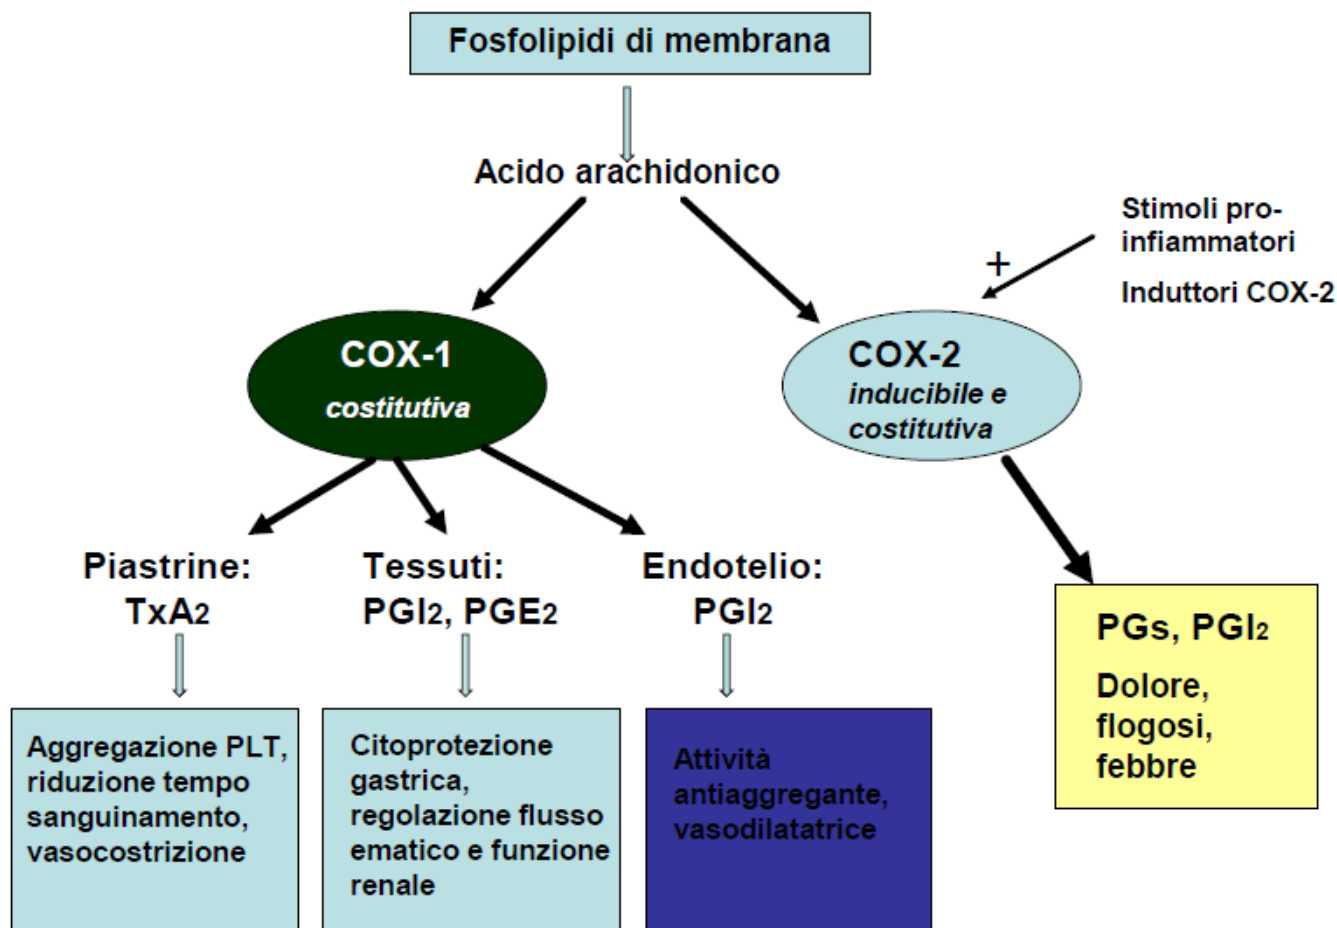 Fosfolipidi di membrana
Acido arachidonico
Stimoli pro-
infiammatori
+
Induttori COX-2
COX-1
costitutiva
COX-2
inducibile e
costitutiva
Piastrine:
TxA2
Tessuti:
PGI2, PGE2
Endotelio:
PGI2
PGs, PGI2
Dolore,
flogosi,
febbre
Aggregazione PLT,
riduzione tempo
sanguinamento,
vasocostrizione
Citoprotezione
gastrica,
regolazione flusso
ematico e funzione
renale
Attività
antiaggregante,
vasodilatatrice